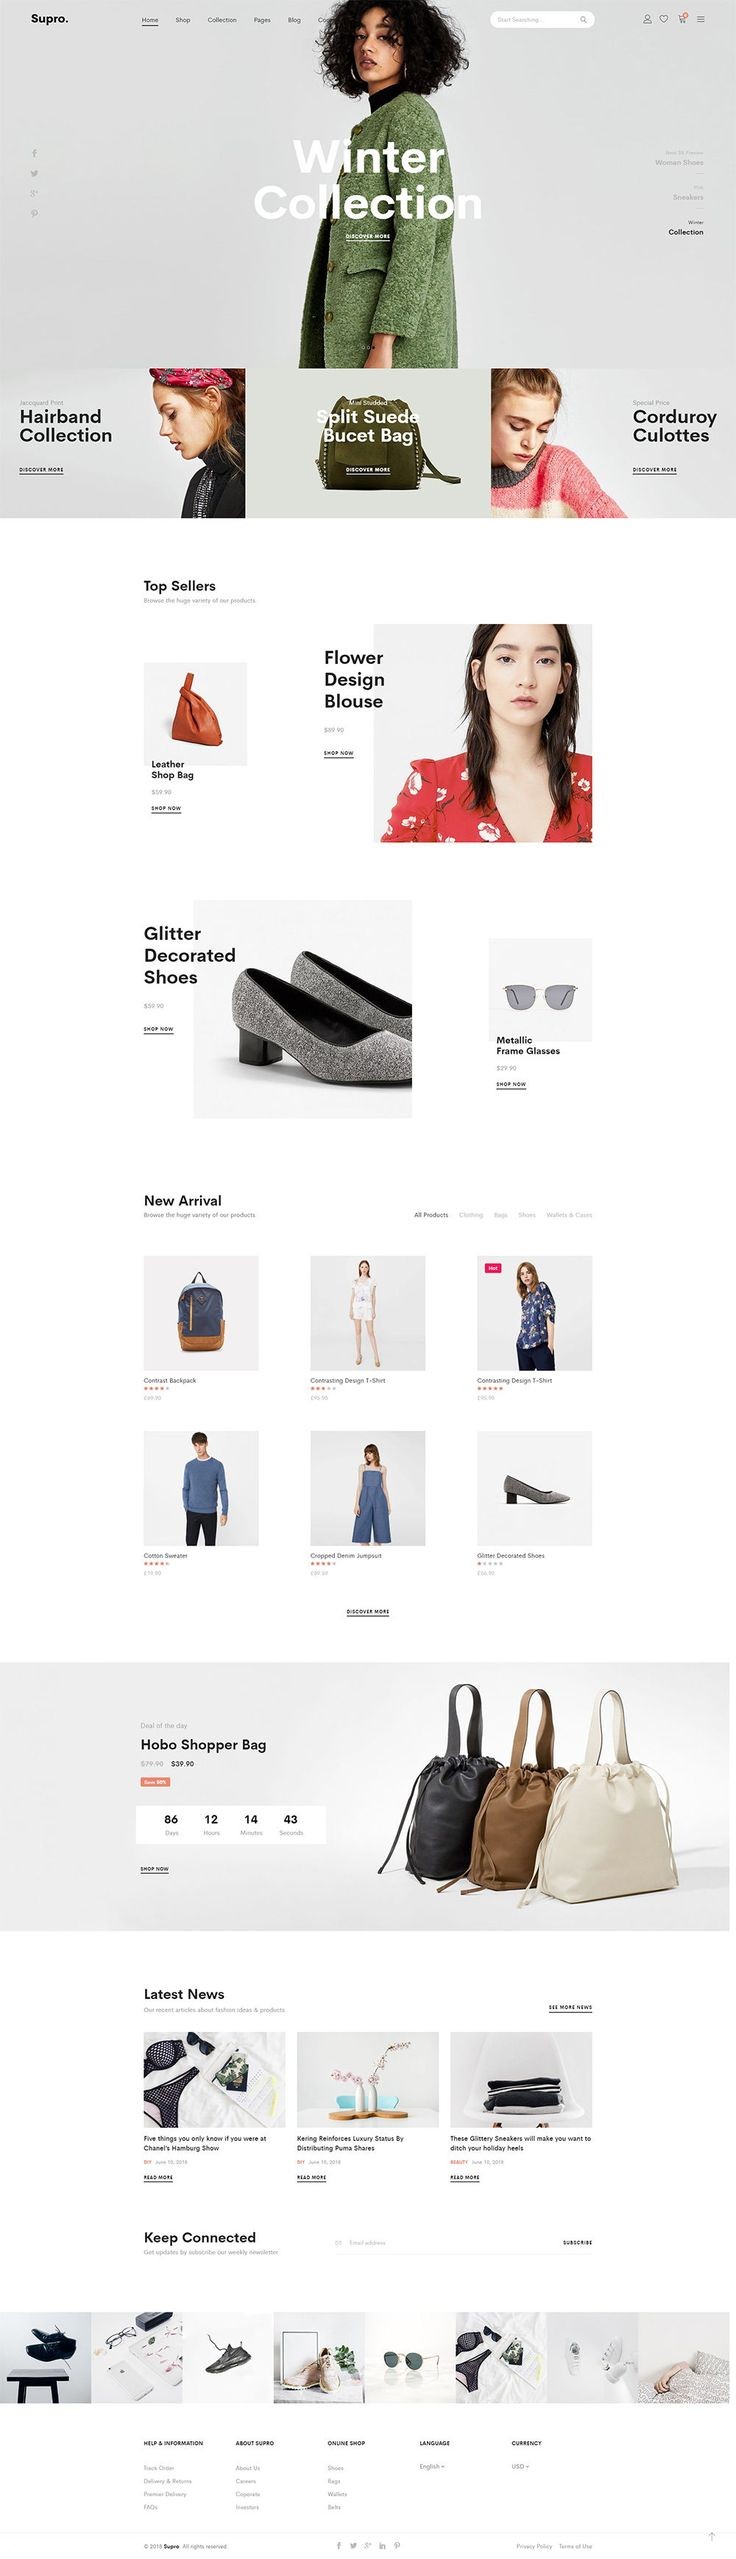 Supro.
Home Shop Collection Pages Blog
Start Searching...
Winter
Collection
DISCOVER MORE
Woman Shoes
Pink
Sneakers
Winter
Collection
Jaccquard Print
Hairband
Collection
DISCOVER MORE
Mini Studded
Split Suede
Bucet Bag
DISCOVER MORE
Special Price
Corduroy
Culottes
DISCOVER MORE
Top Sellers
Browse the huge variety of our products
Leather
Shop Bag
$59.90
SHOP NOW
Flower
Design
Blouse
$89.90
SHOP NOW
Glitter
Decorated
Shoes
$59.90
SHOP NOW
Metallic
Frame Glasses
$29.90
SHOP NOW
New Arrival
Browse the huge variety of our products
All Products Clothing Bags Shoes Wallets & Cases
Contrast Backpack
£69.90
Contrasting Design T-Shirt
£95.90
Hot
Contrasting Design T-Shirt
£95.90
Cotton Sweater
£19.90
Cropped Denim Jumpsuit
£89.90
Glitter Decorated Shoes
£66.90
DISCOVER MORE
Deal of the day
Hobo Shopper Bag
$79.90 $39.90
Save 50%
86 12 14 43
Days Hours Minutes Seconds
SHOP NOW
Latest News
Our recent articles about fashion ideas & products
SEE MORE NEWS
Five things you only know if you were at
Chanel's Hamburg Show
DIY June 10, 2018
READ MORE
Kering Reinforces Luxury Status By
Distributing Puma Shares
DIY June 10, 2018
READ MORE
These Glittery Sneakers will make you want to
ditch your holiday heels
BEAUTY June 10, 2018
READ MORE
Keep Connected
Get updates by subscribe our weekly newsletter
Email address
SUBSCRIBE
HELP & INFORMATION
Track Order
Delivery & Returns
Premier Delivery
FAQs
ABOUT SUPRO
About Us
Careers
Coporate
Investors
ONLINE SHOP
Shoes
Bags
Wallets
Belts
LANGUAGE
English
CURRENCY
USD
© 2018 Supro. All rights reserved
Privacy Policy Terms of Use